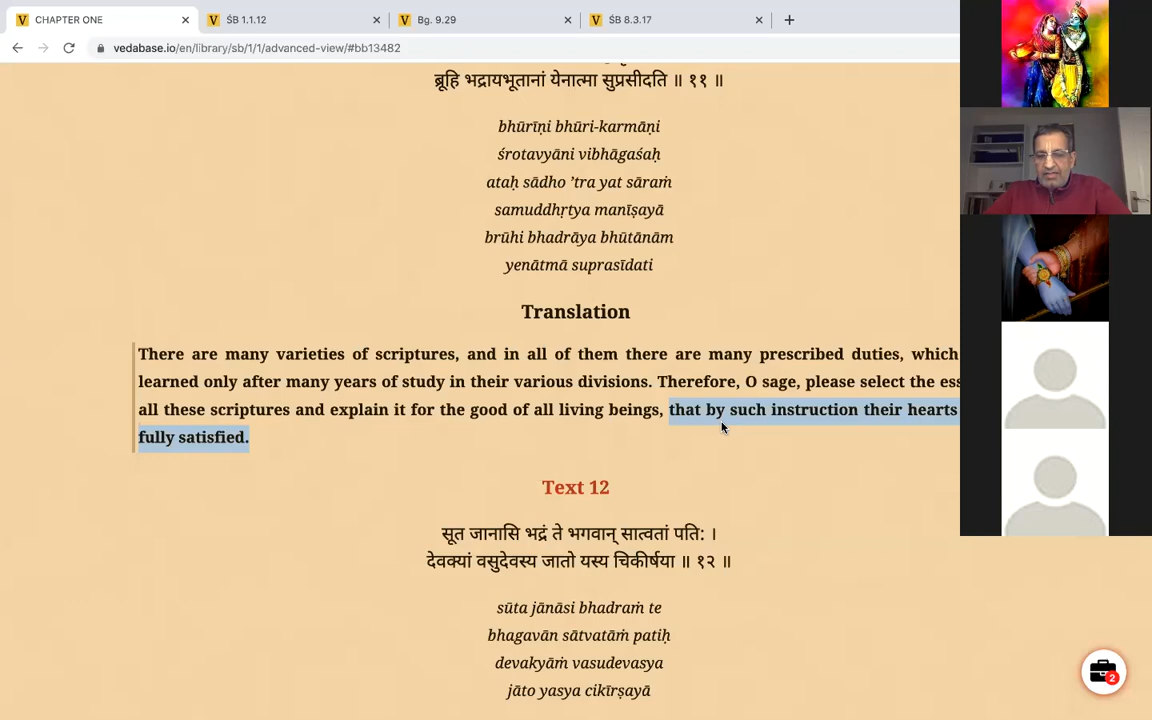 CHAPTER ONE
ŚB 1.1.12
Bg. 9.29
ŚB 8.3.17
vedabase.io/en/library/sb/1/1/advanced-view/#bb13482
ब्रूहि भद्रायभूतानां येनात्मा सुप्रसीदति ॥ ११ ॥
bhūrīṇi bhūri-karmāṇi
śrotavyāni vibhāgaśaḥ
ataḥ sādho ’tra yat sāraṁ
samuddhṛtya manīṣayā
brūhi bhadrāya bhūtānām
yenātmā suprasīdati
Translation
There are many varieties of scriptures, and in all of them there are many prescribed duties, which
learned only after many years of study in their various divisions. Therefore, O sage, please select the ess
all these scriptures and explain it for the good of all living beings, that by such instruction their hearts
fully satisfied.
Text 12
सूत जानासि भद्रं ते भगवान् सात्वतां पति: ।
देवक्यां वसुदेवस्य जातो यस्य चिकीर्षया ॥ १२ ॥
sūta jānāsi bhadraṁ te
bhagavān sātvatāṁ patiḥ
devakyāṁ vasudevasya
jāto yasya cikīrṣayā
2